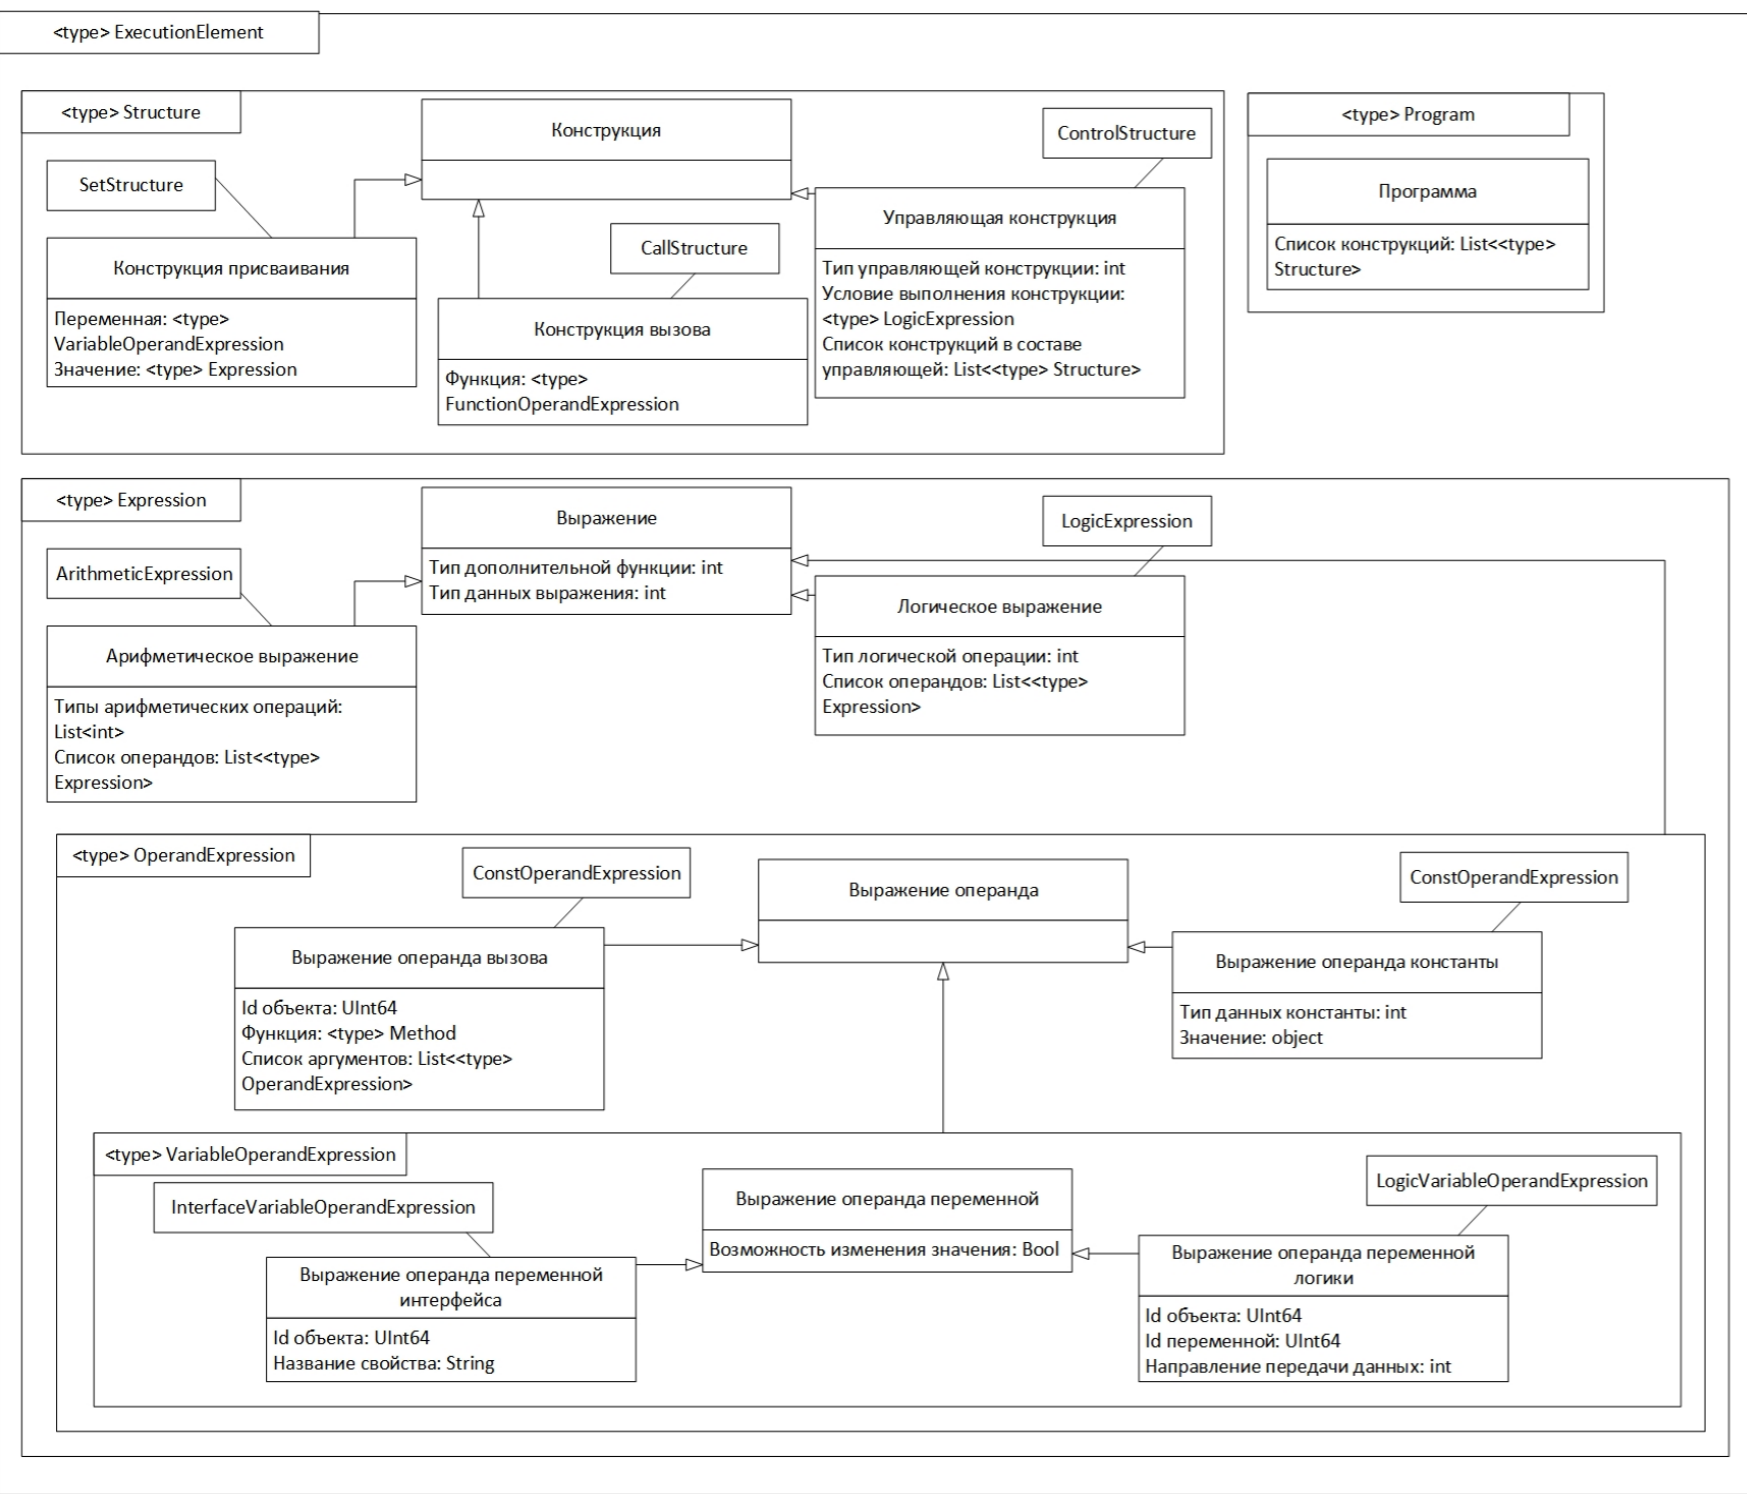 <type> ExecutionElement
<type> Structure
Конструкция
ControlStructure
<type> Program
SetStructure
Программа
Управляющая конструкция
Список конструкций: List<<type>
Structure>
CallStructure
Конструкция присваивания
Тип управляющей конструкции: int
Условие выполнения конструкции:
<type> LogicExpression
Список конструкций в составе
управляющей: List<<type> Structure>
Переменная: <type>
VariableOperandExpression
Значение: <type> Expression
Конструкция вызова
Функция: <type>
FunctionOperandExpression
<type> Expression
Выражение
LogicExpression
Тип дополнительной функции: int
Тип данных выражения: int
ArithmeticExpression
Логическое выражение
Арифметическое выражение
Тип логической операции: int
Список операндов: List<<type>
Expression>
Типы арифметических операций:
List<int>
Список операндов: List<<type>
Expression>
<type> OperandExpression
ConstOperandExpression
Выражение операнда
ConstOperandExpression
Выражение операнда вызова
Выражение операнда константы
Id объекта: UInt64
Функция: <type> Method
Список аргументов: List<<type>
OperandExpression>
Тип данных константы: int
Значение: object
<type> VariableOperandExpression
InterfaceVariableOperandExpression
Выражение операнда переменной
LogicVariableOperandExpression
Возможность изменения значения: Bool
Выражение операнда переменной
интерфейса
Id объекта: UInt64
Название свойства: String
Выражение операнда переменной
логики
Id объекта: UInt64
Id переменной: UInt64
Направление передачи данных: int